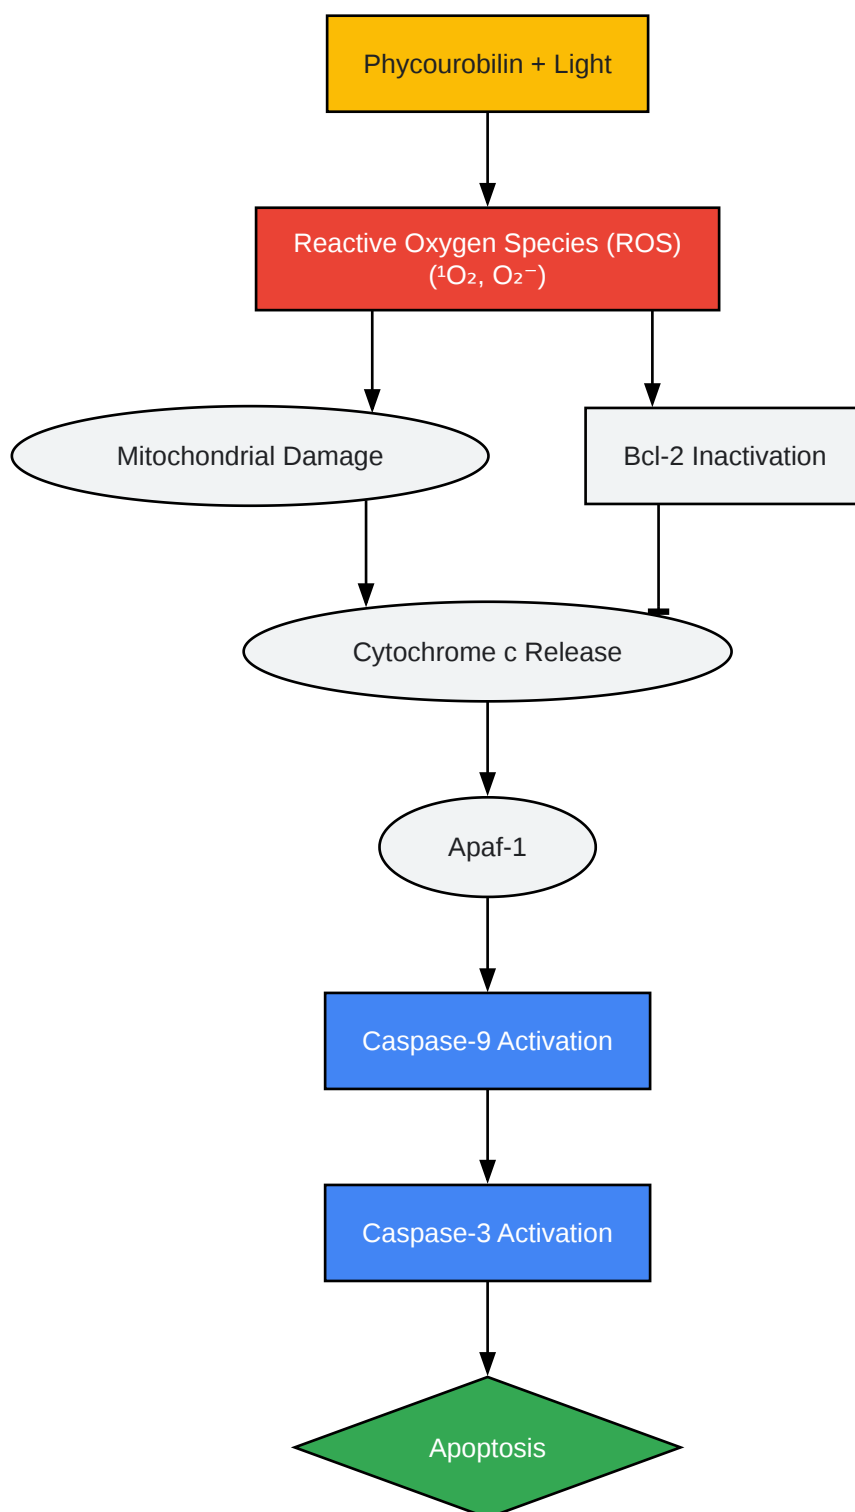 Phycourobilin + Light
Reactive Oxygen Species (ROS)
(¹O₂, O₂⁻)
Mitochondrial Damage
Bcl-2 Inactivation
Cytochrome c Release
Apaf-1
Caspase-9 Activation
Caspase-3 Activation
Apoptosis